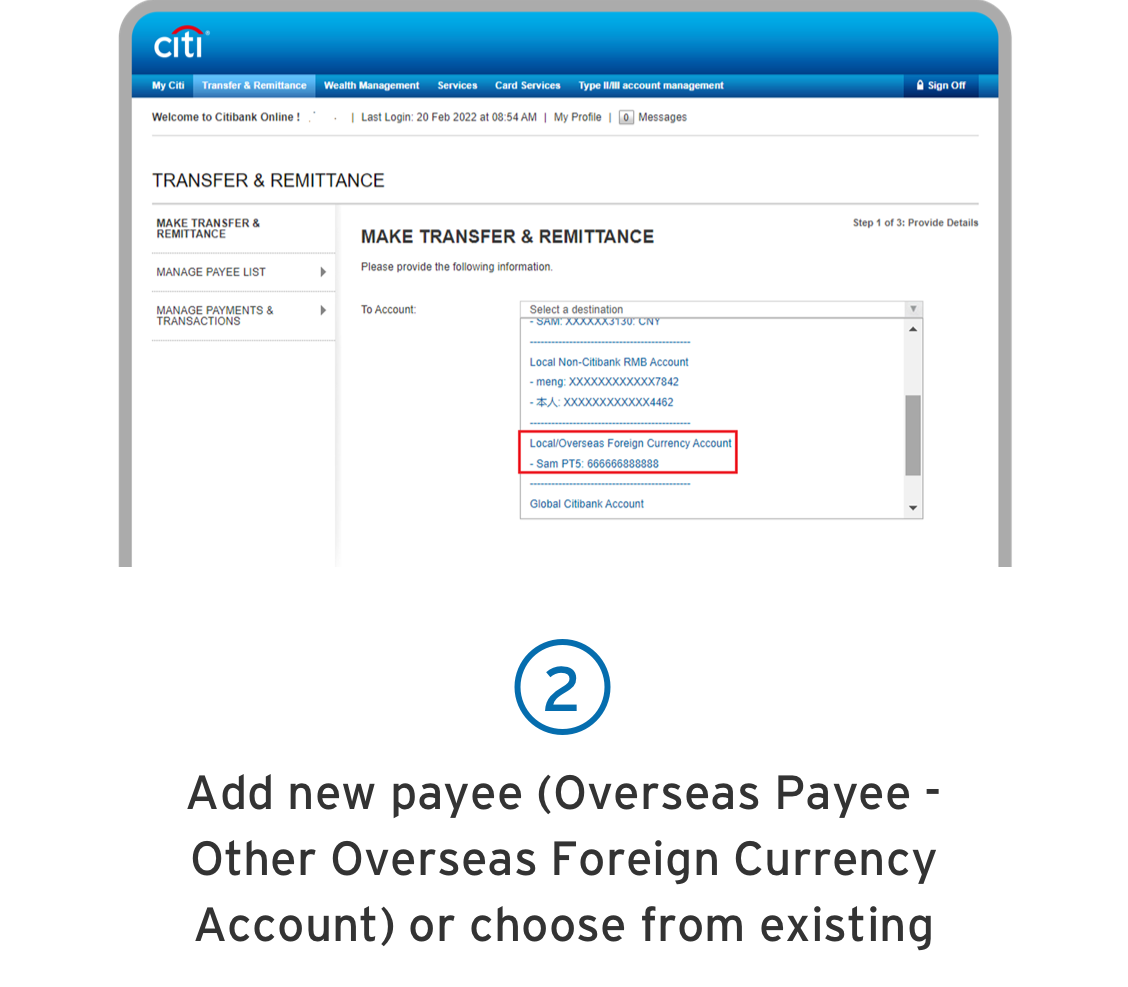 citi
My Citi Transfer & Remittance Wealth Management Services Card Services Type II/III account management Sign Off
Welcome to Citibank Online ! | Last Login: 20 Feb 2022 at 08:54 AM | My Profile | 0 Messages
TRANSFER & REMITTANCE
MAKE TRANSFER &
REMITTANCE
MANAGE PAYEE LIST
MANAGE PAYMENTS &
TRANSACTIONS
Step 1 of 3: Provide Details
MAKE TRANSFER & REMITTANCE
Please provide the following information.
To Account: Select a destination
- SAM: XXXXXX3130: CNY
--------------------------------------------
Local Non-Citibank RMB Account
- meng: XXXXXXXXXXXX7842
- 本人: XXXXXXXXXXXX4462
--------------------------------------------
Local/Overseas Foreign Currency Account
- Sam PT5: 666666888888
--------------------------------------------
Global Citibank Account
2
Add new payee (Overseas Payee -
Other Overseas Foreign Currency
Account) or choose from existing